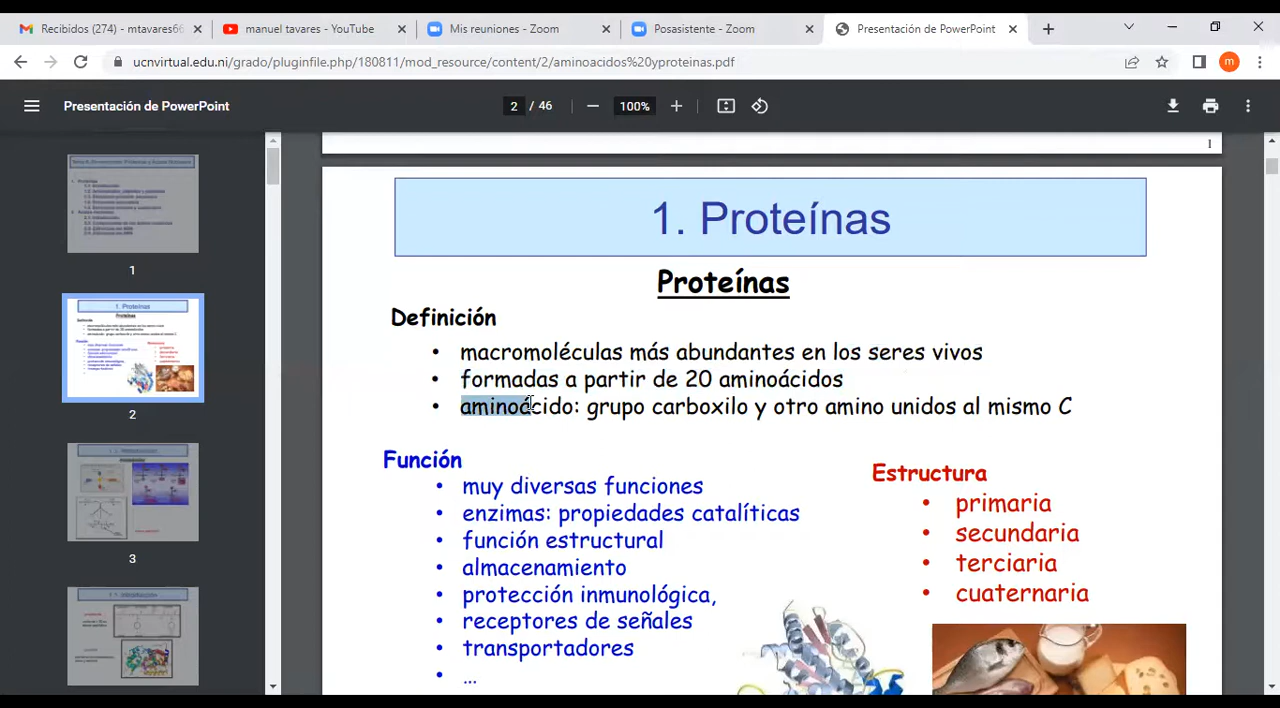 Recibidos (274) - mtavares66
manuel tavares - YouTube
Mis reuniones - Zoom
Posasistente - Zoom
Presentación de PowerPoint
ucnvirtual.edu.ni/grado/pluginfile.php/180811/mod_resource/content/2/aminoacidos%20yproteinas.pdf
m
Presentación de PowerPoint
2 / 46
100%
1
1. Proteínas
Proteínas
Definición
• macromoléculas más abundantes en los seres vivos
• formadas a partir de 20 aminoácidos
• aminoácido: grupo carboxilo y otro amino unidos al mismo C
Función
• muy diversas funciones
• enzimas: propiedades catalíticas
• función estructural
• almacenamiento
• protección inmunológica,
• receptores de señales
• transportadores
• ...
Estructura
• primaria
• secundaria
• terciaria
• cuaternaria
1
2
3